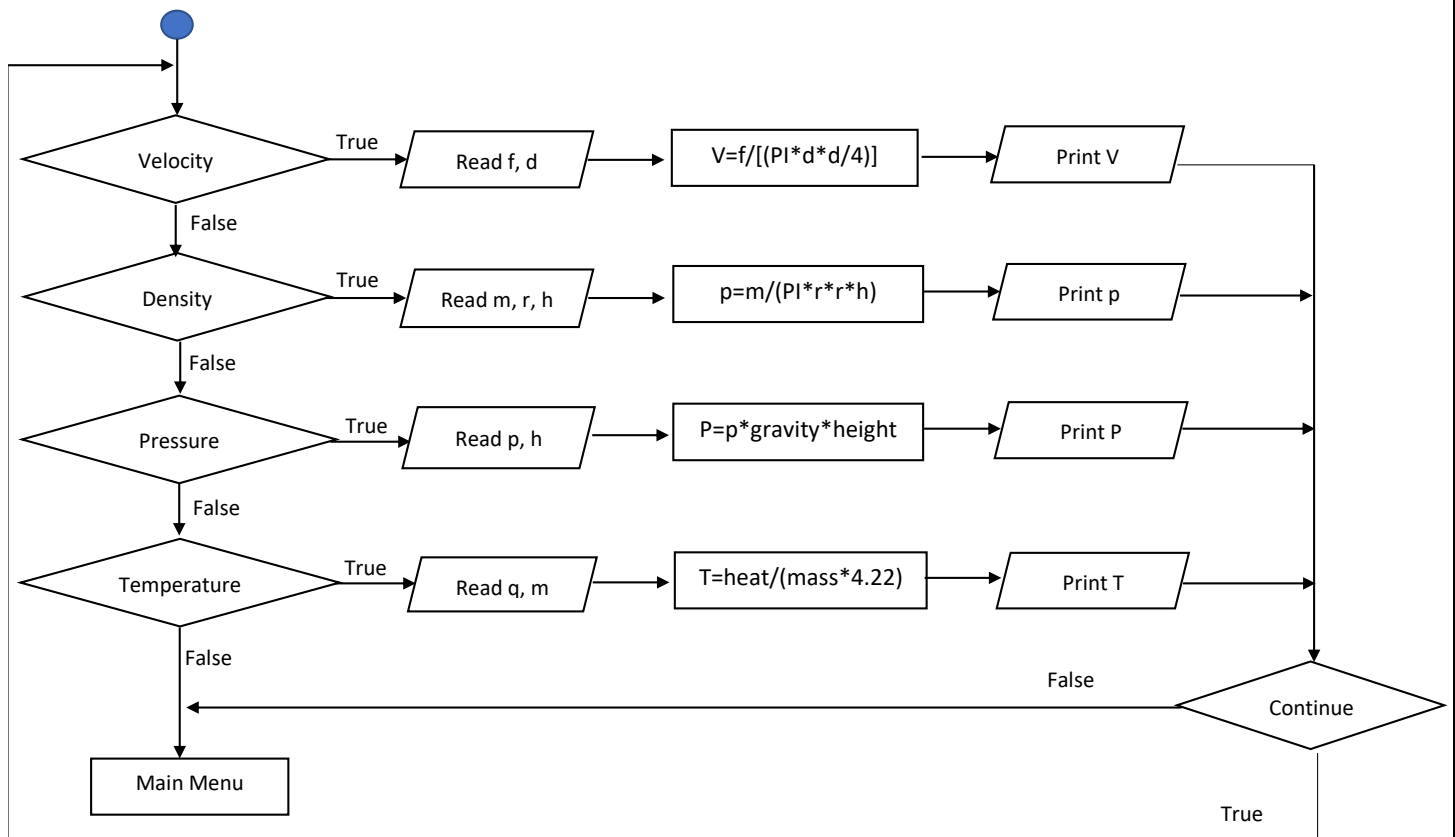 True
Velocity
Read f, d
V=f/[(PI*d*d/4)]
Print V
False
True
Density
Read m, r, h
p=m/(PI*r*r*h)
Print p
False
True
Pressure
Read p, h
P=p*gravity*height
Print P
False
True
Temperature
Read q, m
T=heat/(mass*4.22)
Print T
False
False
Continue
Main Menu
True